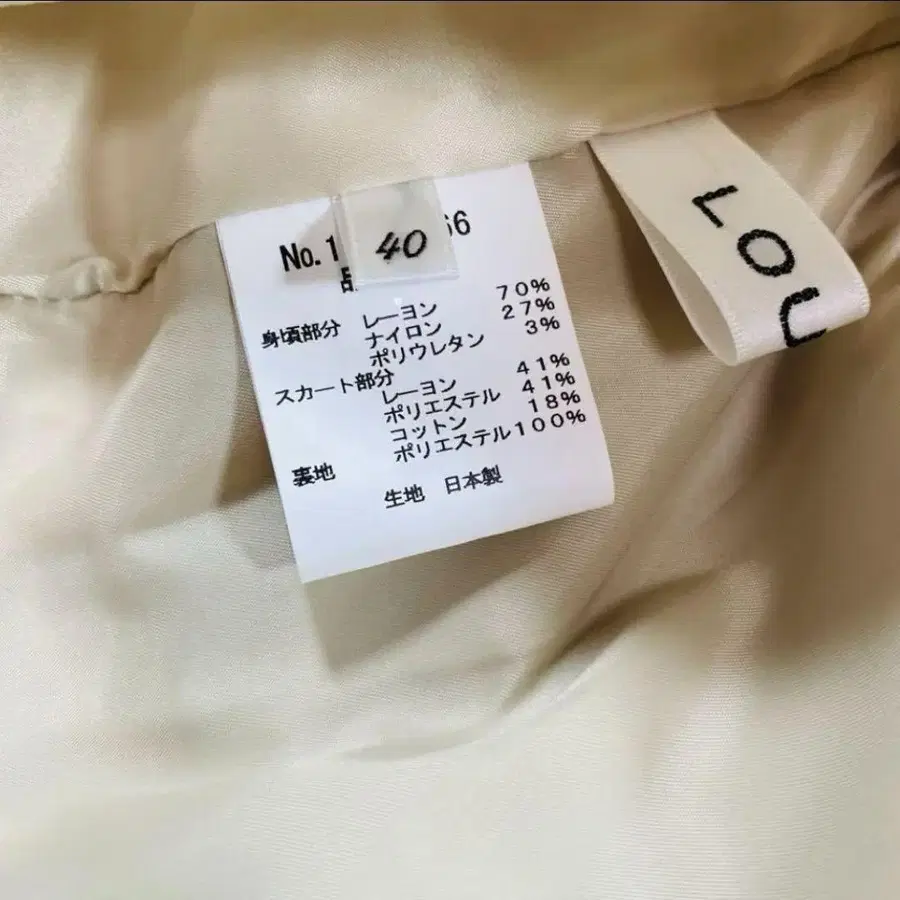 No.1 66
40
身頃部分 レーヨン 70%
ナイロン 27%
ポリウレタン 3%
スカート部分
レーヨン 41%
ポリエステル 41%
コットン 18%
裏地 ポリエステル100%
生地 日本製
LOU